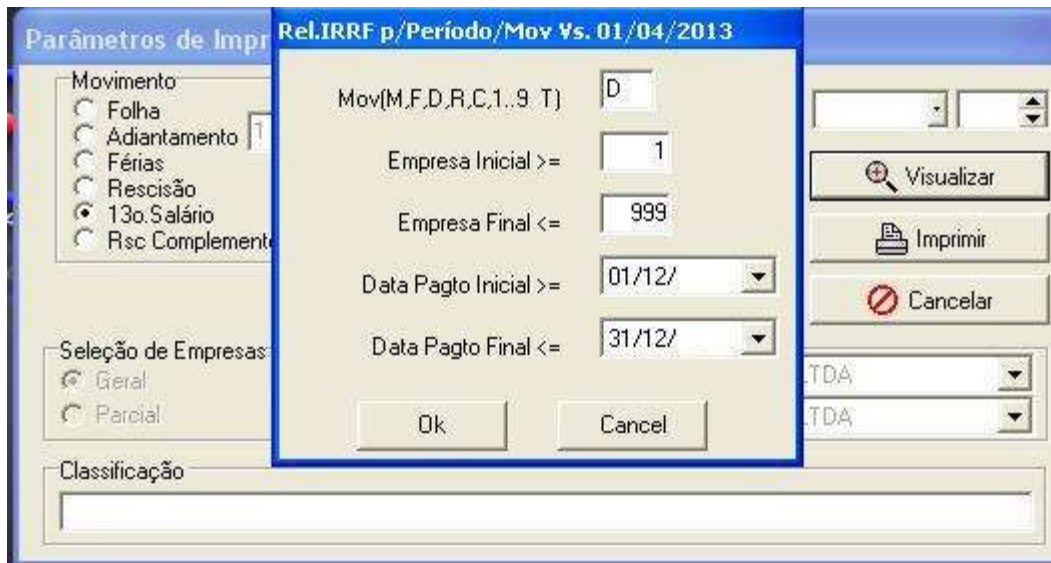 Parâmetros de Impr
Movimento
Folha
Adiantamento 1
Férias
Rescisão
13o.Salário
Rsc Complemento
Seleção de Empresas
Geral
Parcial
Classificação
Rel.IRRF p/Período/Mov Vs. 01/04/2013
Mov(M,F,D,R,C,1..9 T) D
Empresa Inicial >= 1
Empresa Final <= 999
Data Pagto Inicial >= 01/12/
Data Pagto Final <= 31/12/
Ok
Cancel
Visualizar
Imprimir
Cancelar
LTDA
LTDA